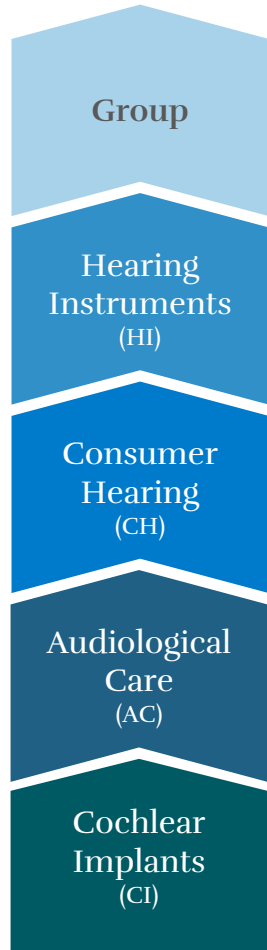 Group
Hearing
Instruments
(HI)
Consumer
Hearing
(CH)
Audiological
Care
(AC)
Cochlear
Implants
(CI)